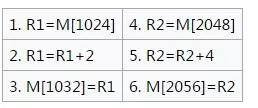 1. R1=M[1024] 4. R2=M[2048]
2. R1=R1+2 5. R2=R2+4
3. M[1032]=R1 6. M[2056]=R2